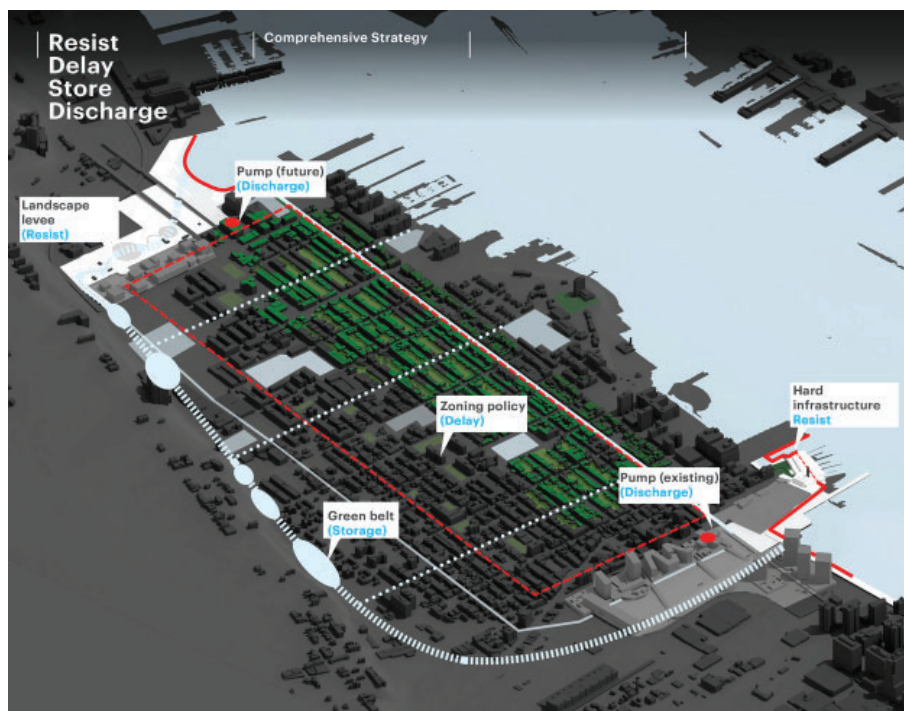 Resist
Delay
Store
Discharge
Comprehensive Strategy
Pump (future)
(Discharge)
Landscape
levee
(Resist)
Hard
infrastructure
Resist
Zoning policy
(Delay)
Pump (existing)
(Discharge)
Green belt
(Storage)